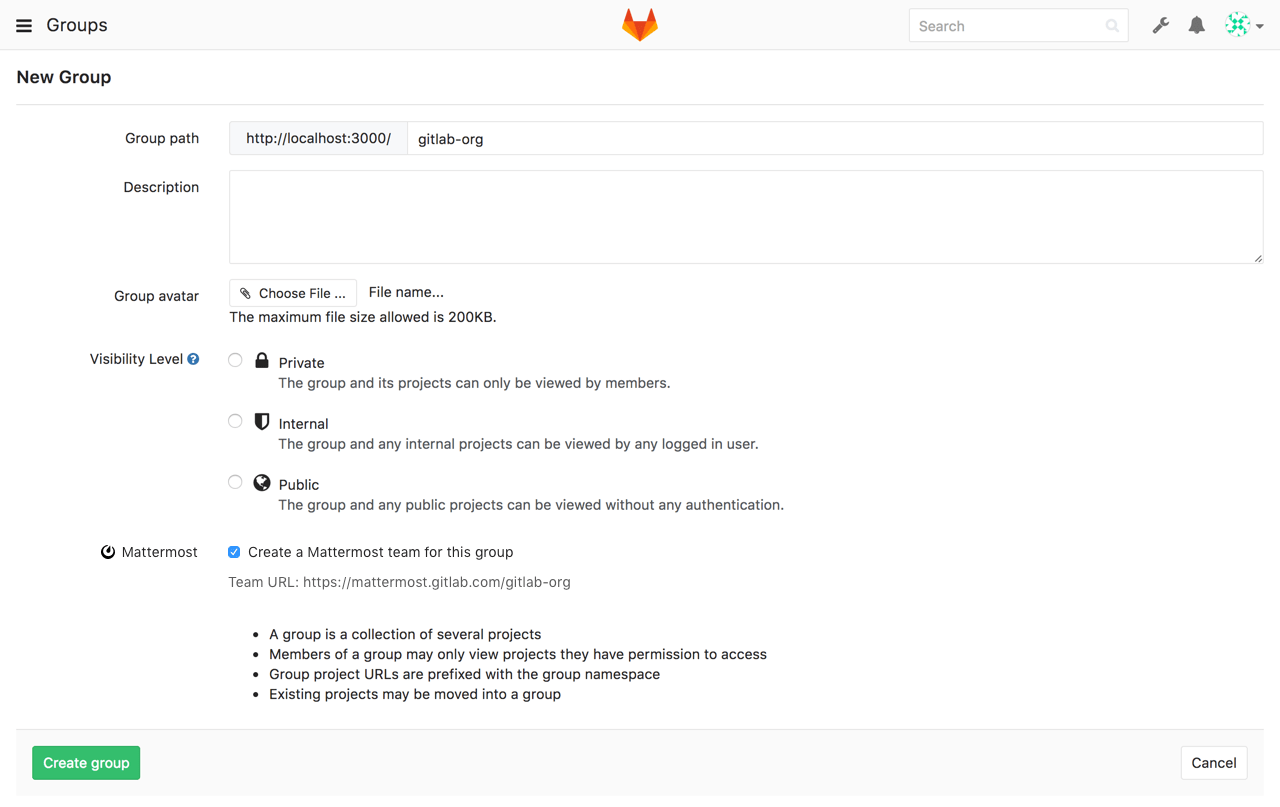 Groups
Search
New Group
Group path
http://localhost:3000/
gitlab-org
Description
Group avatar
Choose File ...
File name...
The maximum file size allowed is 200KB.
Visibility Level
Private
The group and its projects can only be viewed by members.
Internal
The group and any internal projects can be viewed by any logged in user.
Public
The group and any public projects can be viewed without any authentication.
Mattermost
Create a Mattermost team for this group
Team URL: https://mattermost.gitlab.com/gitlab-org
• A group is a collection of several projects
• Members of a group may only view projects they have permission to access
• Group project URLs are prefixed with the group namespace
• Existing projects may be moved into a group
Create group
Cancel